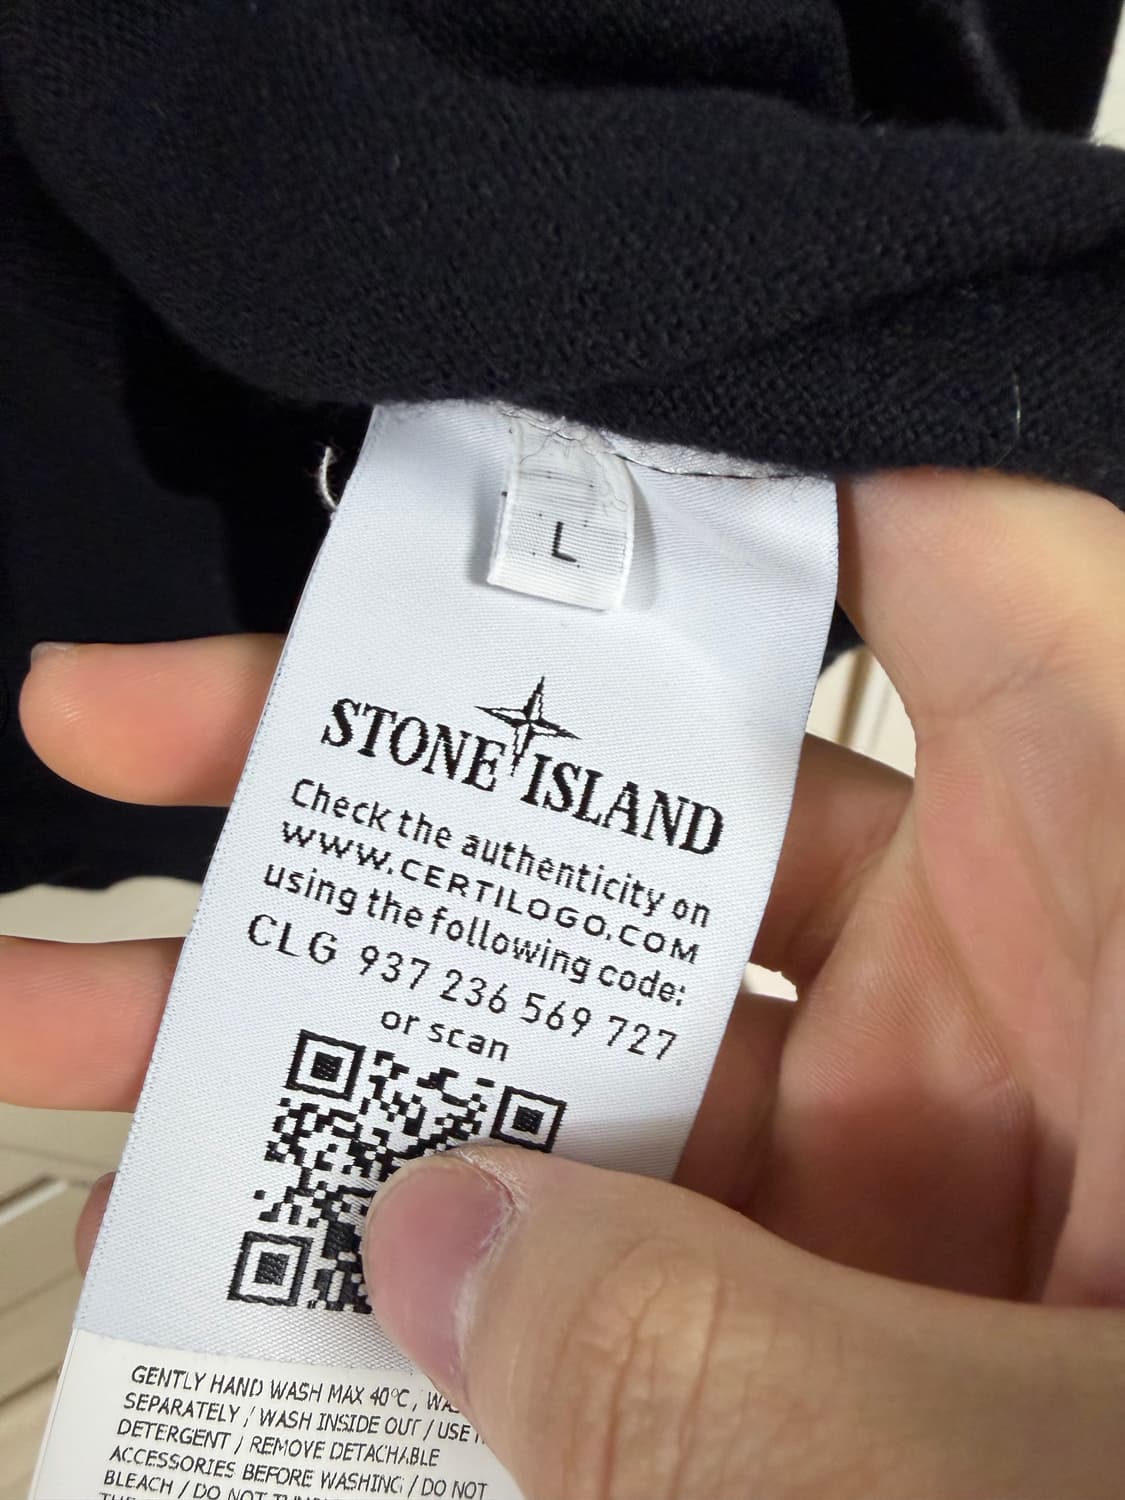 L
STONE ISLAND
Check the authenticity on
WWW.CERTILOGO.COM
using the following code:
CLG 937 236 569 727
or scan
GENTLY HAND WASH MAX 40°C,
SEPARATELY / WASH INSIDE OUT / USE
DETERGENT / REMOVE DETACHABLE
ACCESSORIES BEFORE WASHING / DO NOT
BLEACH / DO NOT